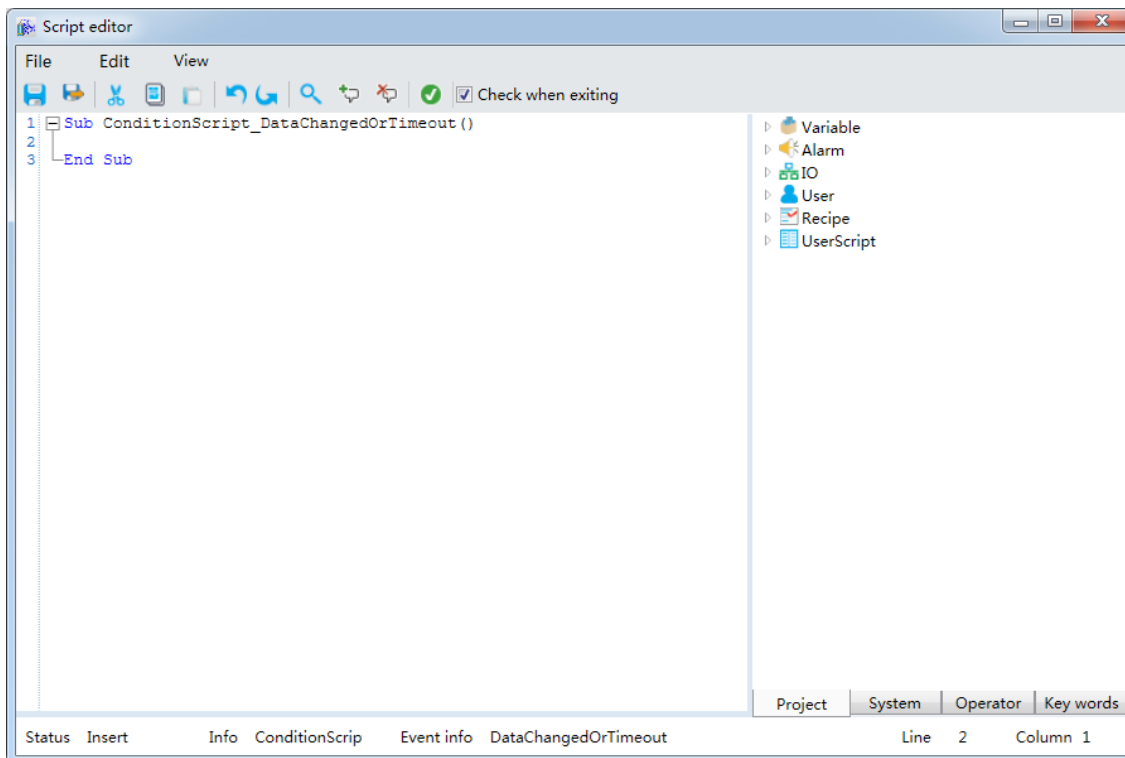 Script editor
File Edit View
Check when exiting
1 Sub ConditionScript_DataChangedOrTimeout()
2
3 End Sub
Variable
Alarm
IO
User
Recipe
UserScript
Project System Operator Key words
Status Insert Info ConditionScrip Event info DataChangedOrTimeout Line 2 Column 1